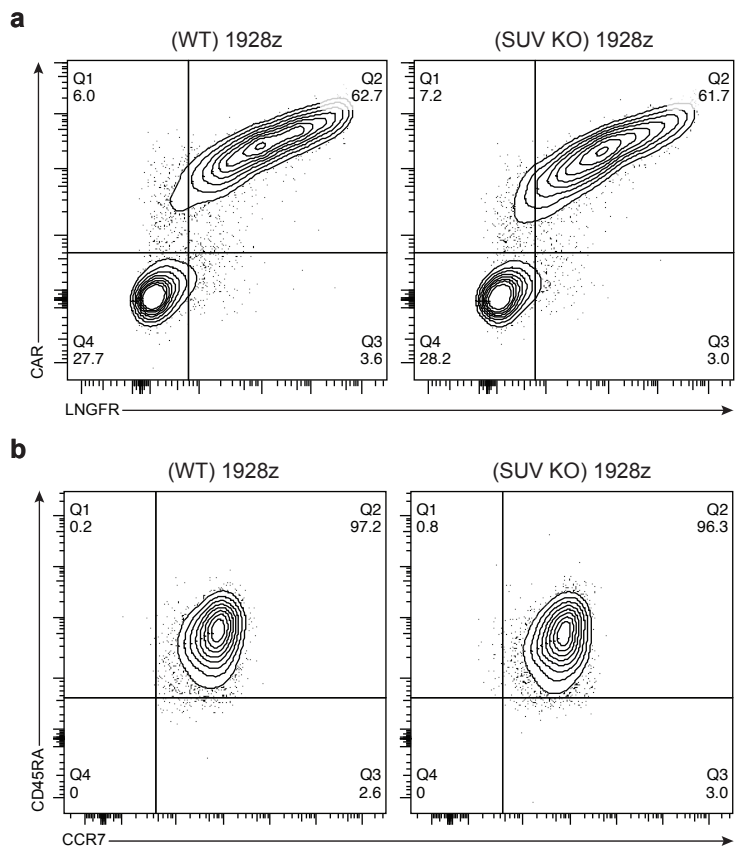 a
(WT) 1928z
(SUV KO) 1928z
Q1
6.0
Q2
62.7
Q1
7.2
Q2
61.7
CAR
Q4
27.7
Q3
3.6
Q4
28.2
Q3
3.0
LNGFR
b
(WT) 1928z
(SUV KO) 1928z
Q1
0.2
Q2
97.2
Q1
0.8
Q2
96.3
CD45RA
Q4
0
Q3
2.6
Q4
0
Q3
3.0
CCR7